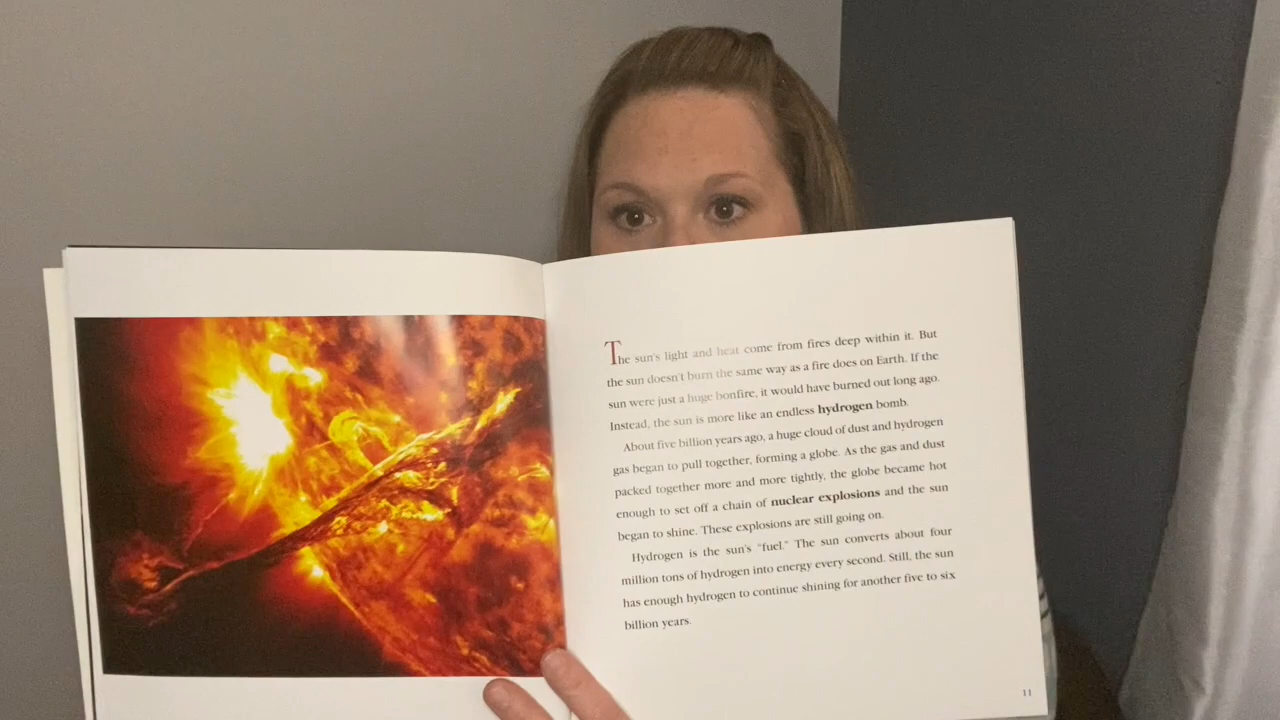 The sun's light and heat come from fires deep within it. But
the sun doesn't burn the same way as a fire does on Earth. If the
sun were just a huge bonfire, it would have burned out long ago.
Instead, the sun is more like an endless hydrogen bomb.
About five billion years ago, a huge cloud of dust and hydrogen
gas began to pull together, forming a globe. As the gas and dust
packed together more and more tightly, the globe became hot
enough to set off a chain of nuclear explosions and the sun
began to shine. These explosions are still going on.
Hydrogen is the sun's "fuel." The sun converts about four
million tons of hydrogen into energy every second. Still, the sun
has enough hydrogen to continue shining for another five to six
billion years.
11